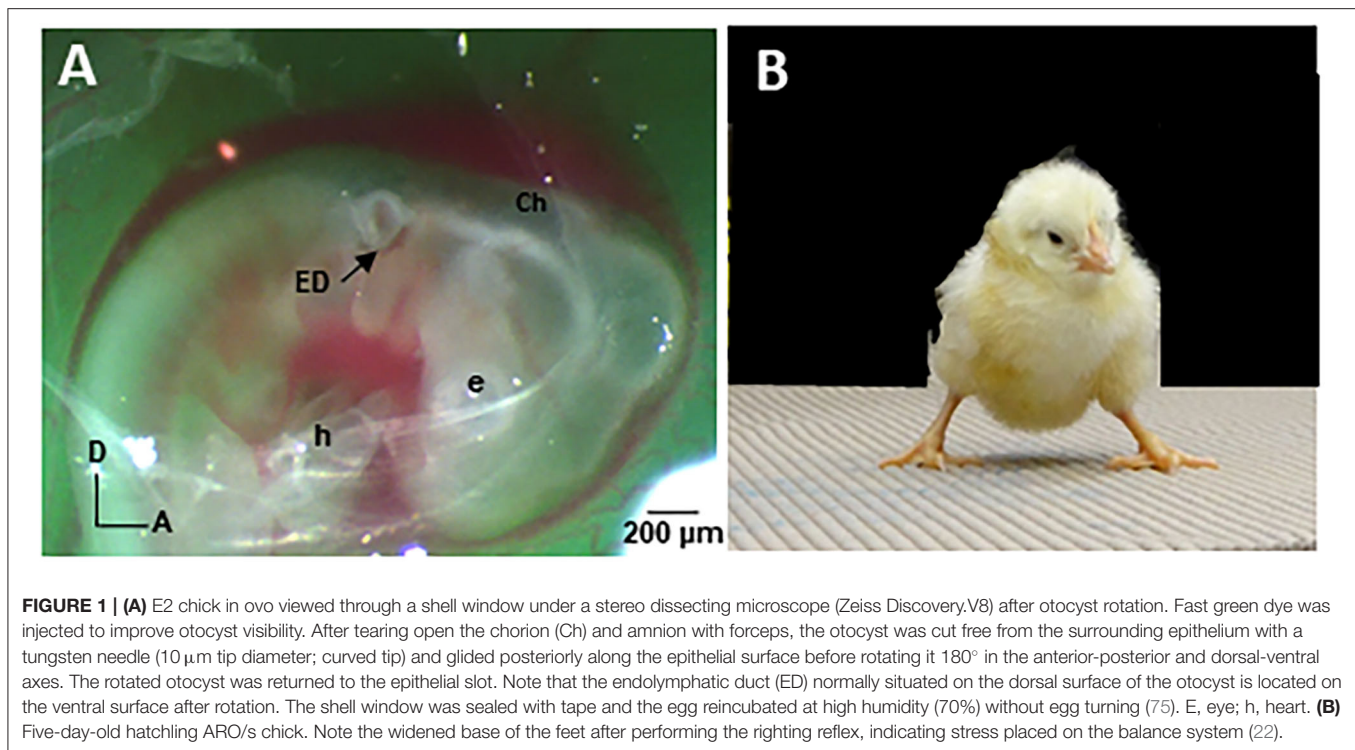 A
B
Ch
ED
e
h
D
A
200 µm
FIGURE 1 | (A) E2 chick in ovo viewed through a shell window under a stereo dissecting microscope (Zeiss Discovery.V8) after otocyst rotation. Fast green dye was
injected to improve otocyst visibility. After tearing open the chorion (Ch) and amnion with forceps, the otocyst was cut free from the surrounding epithelium with a
tungsten needle (10 µm tip diameter; curved tip) and glided posteriorly along the epithelial surface before rotating it 180° in the anterior-posterior and dorsal-ventral
axes. The rotated otocyst was returned to the epithelial slot. Note that the endolymphatic duct (ED) normally situated on the dorsal surface of the otocyst is located on
the ventral surface after rotation. The shell window was sealed with tape and the egg reincubated at high humidity (70%) without egg turning (75). E, eye; h, heart. (B)
Five-day-old hatchling ARO/s chick. Note the widened base of the feet after performing the righting reflex, indicating stress placed on the balance system (22).